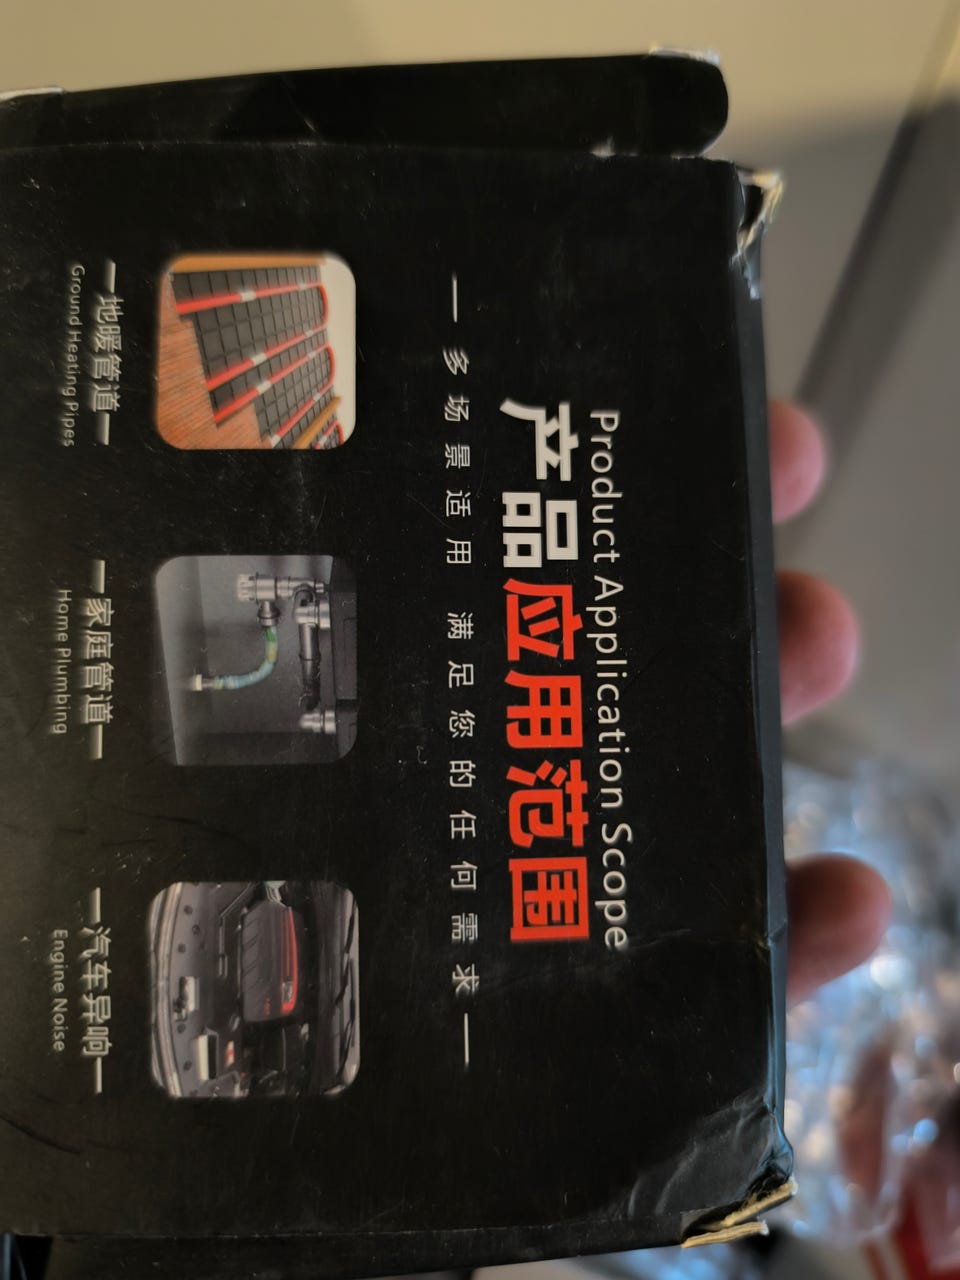 Product Application Scope
产品应用范围
多场景适用 满足您的任何需求
地暖管道
Ground Heating Pipes
家庭管道
Home Plumbing
汽车异响
Engine Noise